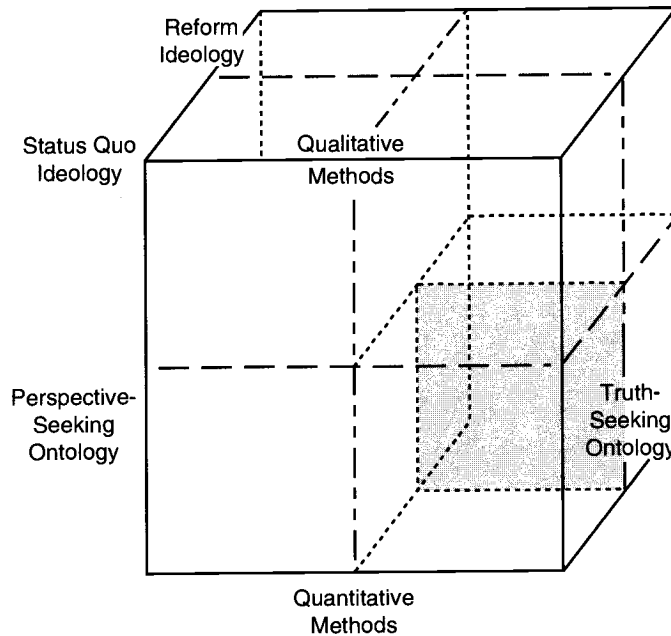 Reform
Ideology
Status Quo
Ideology
Qualitative
Methods
Perspective-
Seeking
Ontology
Truth-
Seeking
Ontology
Quantitative
Methods